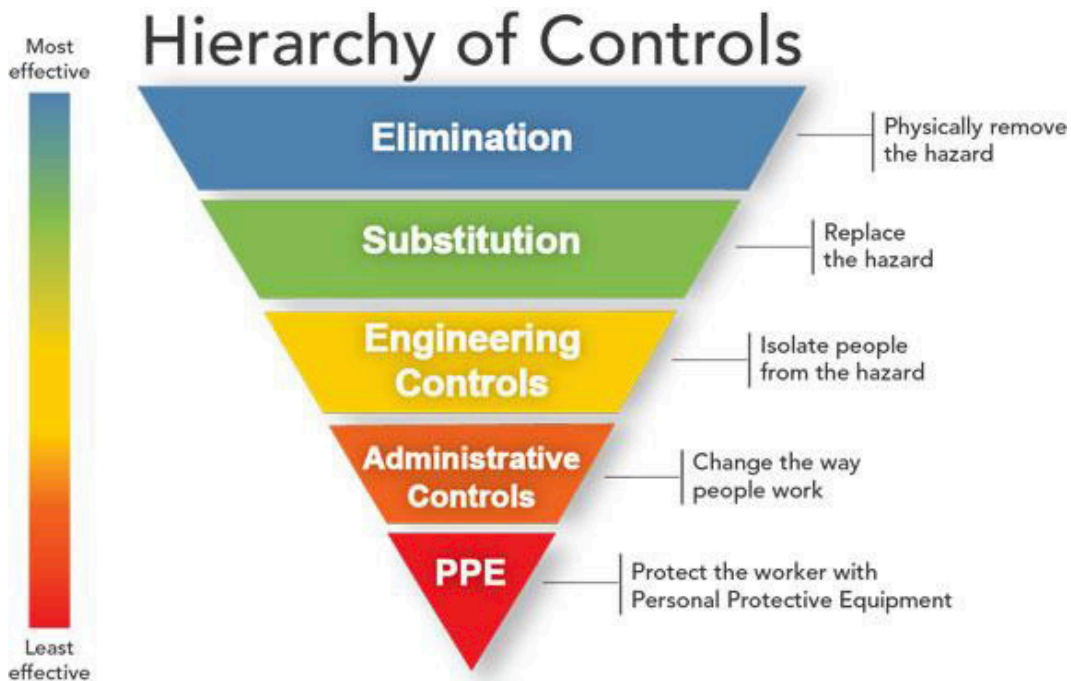 Hierarchy of Controls
Most
effective
Elimination
Physically remove
the hazard
Substitution
Replace
the hazard
Engineering
Controls
Isolate people
from the hazard
Administrative
Controls
Change the way
people work
PPE
Protect the worker with
Personal Protective Equipment
Least
effective